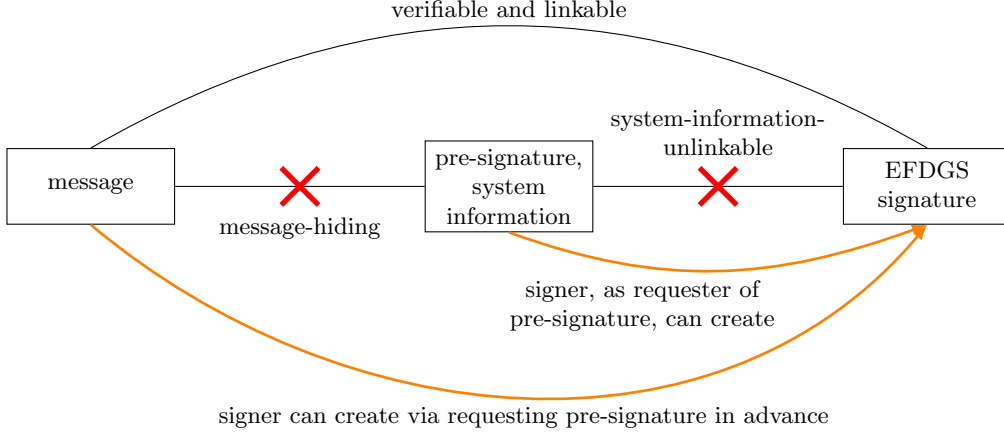 verifiable and linkable
system-information-
unlinkable
message
pre-signature,
system
information
EFDGS
signature
message-hiding
signer, as requester of
pre-signature, can create
signer can create via requesting pre-signature in advance